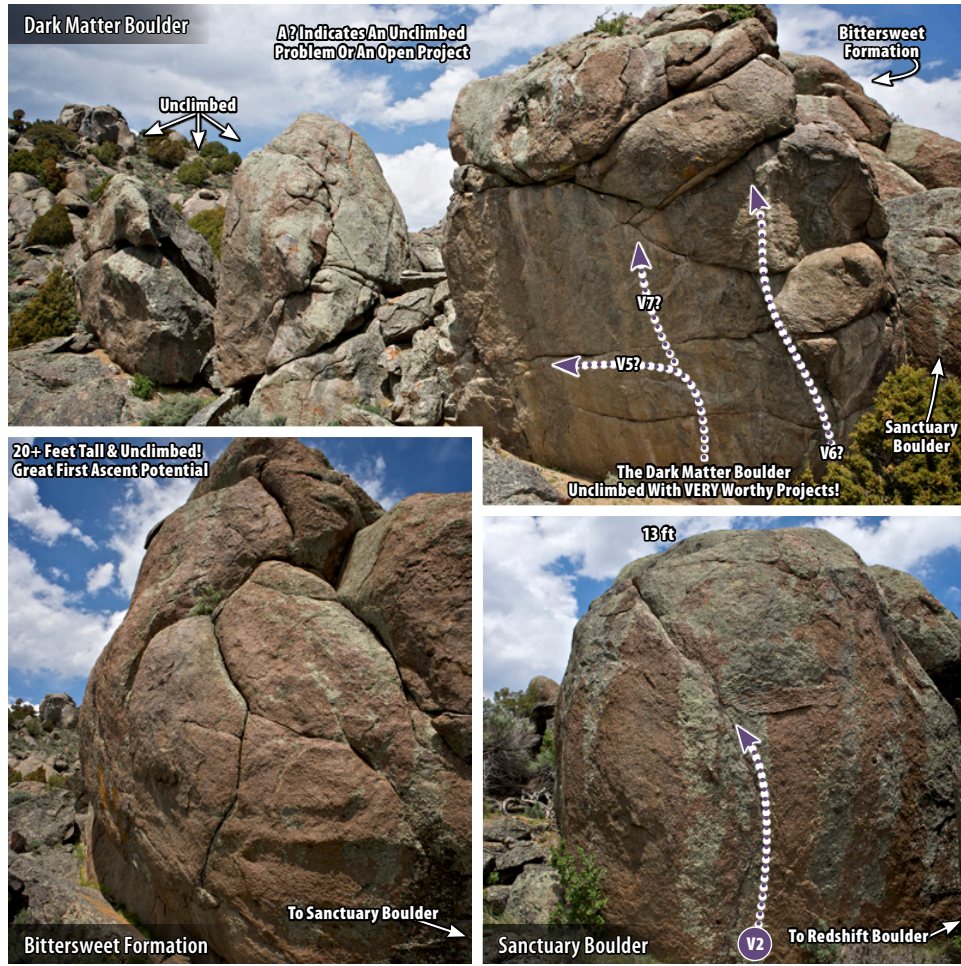 Dark Matter Boulder
A ? Indicates An Unclimbed
Problem Or An Open Project
Bittersweet
Formation
Unclimbed
V7?
V5?
V6?
Sanctuary
Boulder
The Dark Matter Boulder
Unclimbed With VERY Worthy Projects!
20+ Feet Tall & Unclimbed!
Great First Ascent Potential
To Sanctuary Boulder
Bittersweet Formation
13 ft
V2
To Redshift Boulder
Sanctuary Boulder